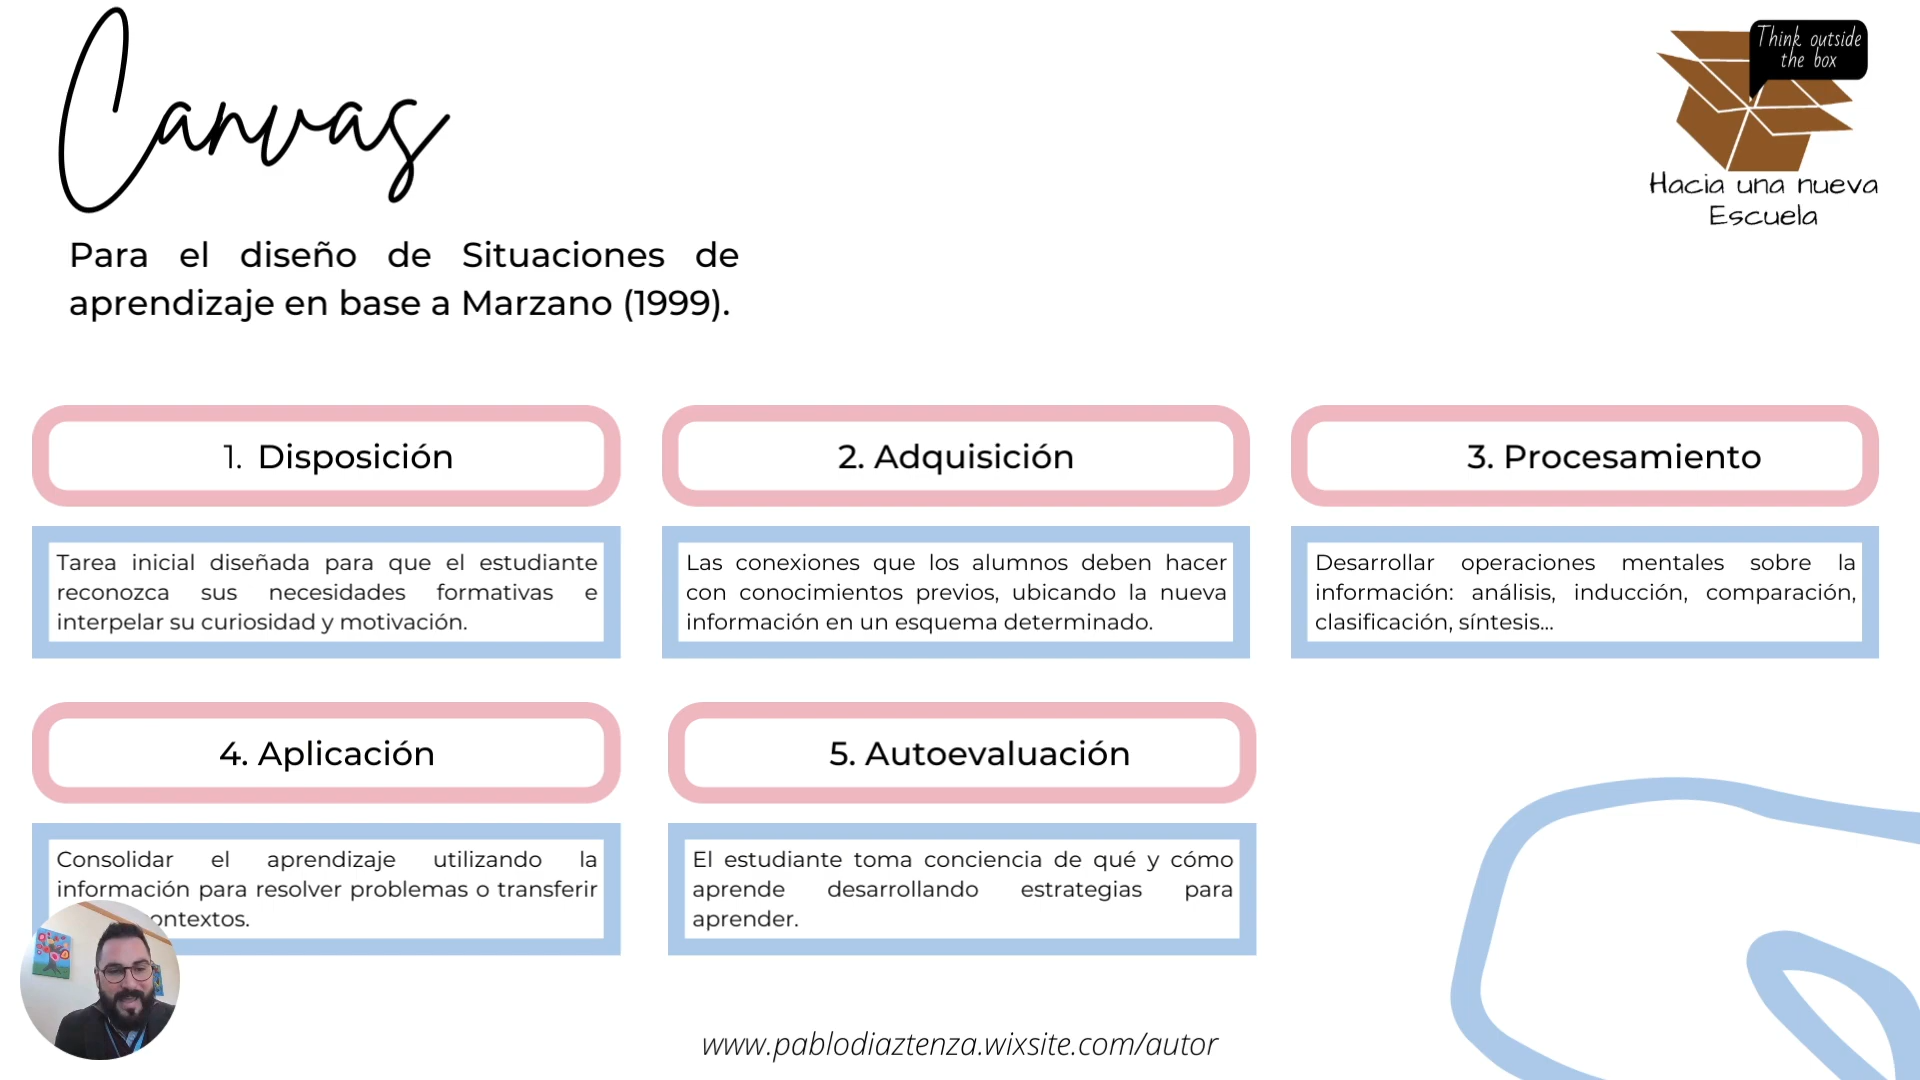 Canvas
Think outside
the box
Hacia una nueva
Escuela
Para el diseño de Situaciones de
aprendizaje en base a Marzano (1999).
1. Disposición
Tarea inicial diseñada para que el estudiante
reconozca sus necesidades formativas e
interpelar su curiosidad y motivación.
2. Adquisición
Las conexiones que los alumnos deben hacer
con conocimientos previos, ubicando la nueva
información en un esquema determinado.
3. Procesamiento
Desarrollar operaciones mentales sobre la
información: análisis, inducción, comparación,
clasificación, síntesis...
4. Aplicación
Consolidar el aprendizaje utilizando la
información para resolver problemas o transferir
ontextos.
5. Autoevaluación
El estudiante toma conciencia de qué y cómo
aprende desarrollando estrategias para
aprender.
www.pablodiaztenza.wixsite.com/autor